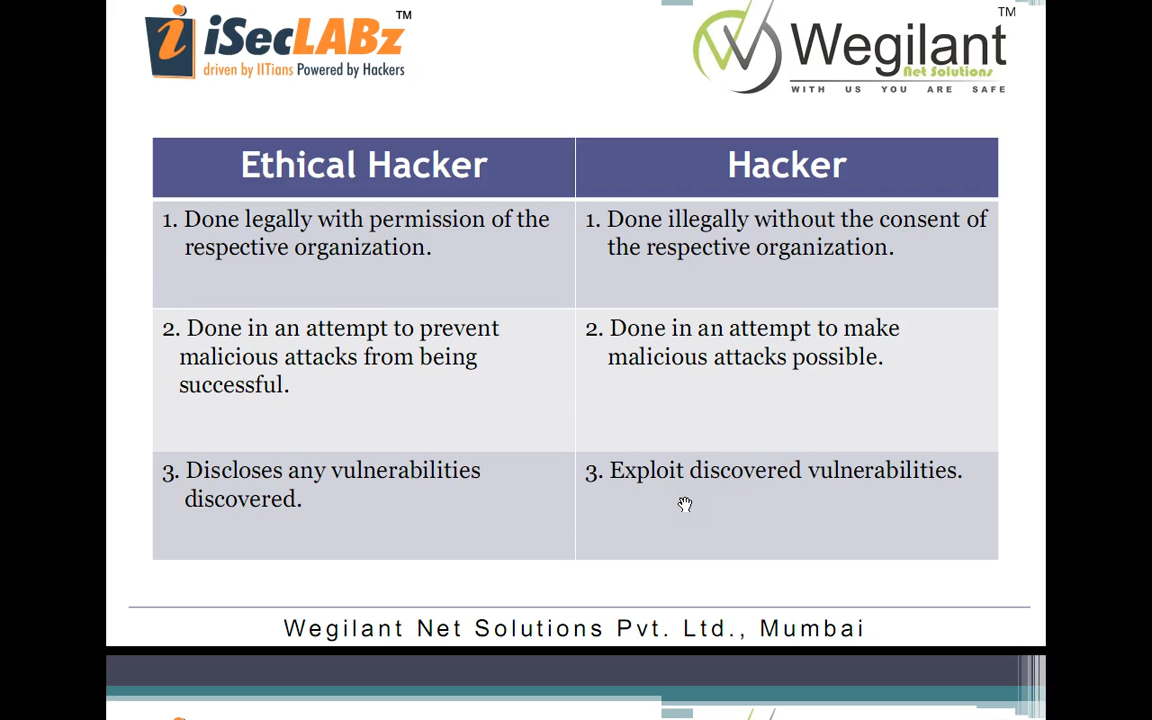 iSecLABz™
driven by IITians Powered by Hackers
Wegilant
TM
Net Solutions
WITH US YOU ARE SAFE
Ethical Hacker
Hacker
1. Done legally with permission of the
respective organization.
1. Done illegally without the consent of
the respective organization.
2. Done in an attempt to prevent
malicious attacks from being
successful.
2. Done in an attempt to make
malicious attacks possible.
3. Discloses any vulnerabilities
discovered.
3. Exploit discovered vulnerabilities.
Wegilant Net Solutions Pvt. Ltd., Mumbai